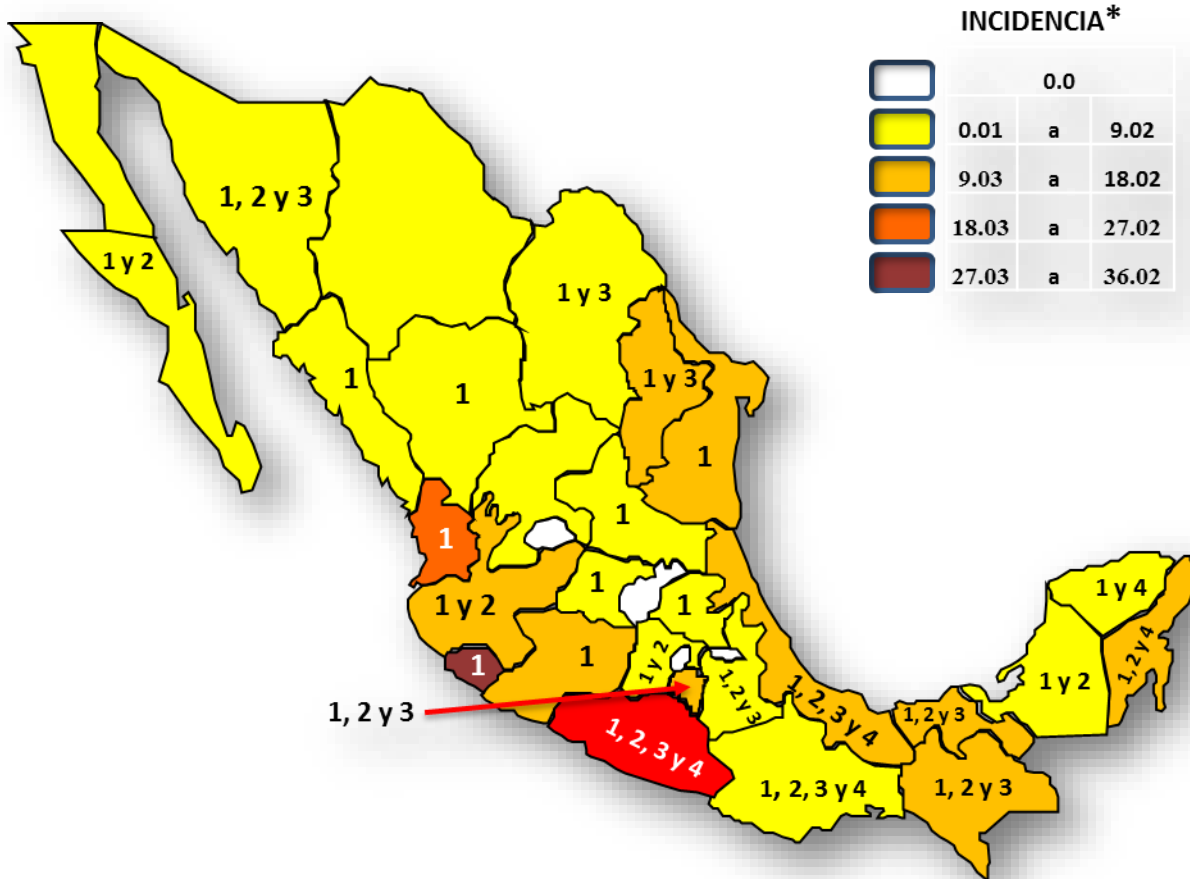 INCIDENCIA*
0.0
0.01 a 9.02
9.03 a 18.02
18.03 a 27.02
27.03 a 36.02
1, 2 y 3
1 y 2
1 y 3
1
1
1 y 3
1
1
1
1
1 y 2
1
1
1
1 y 2
1, 2 y 3
1, 2 y 3
1, 2, 3 y 4
1, 2, 3 y 4
1, 2, 3 y 4
1, 2 y 3
1, 2 y 3
1 y 4
1 y 2
1, 2 y 4